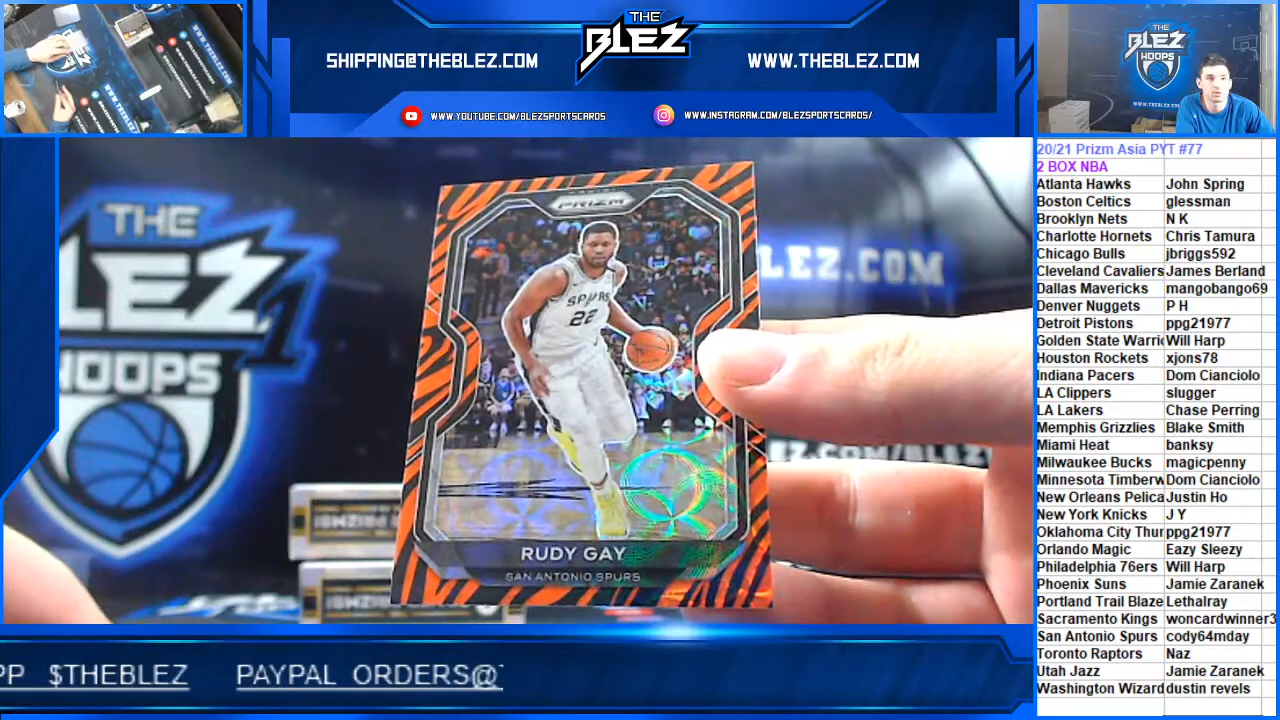 THE
BLEZ
SHIPPING@THEBLEZ.COM
WWW.THEBLEZ.COM
WWW.YOUTUBE.COM/BLEZSPORTSCARDS
WWW.INSTAGRAM.COM/BLEZSPORTSCARDS/
THE
BLEZ
HOOPS
THE
LEZ
HOOPS
1
LEZ.COM
EZ.COM/BLEZ
PRIZM
SPURS
22
RUDY GAY
SAN ANTONIO SPURS
PP $THEBLEZ PAYPAL ORDERS@
20/21 Prizm Asia PYT #77
2 BOX NBA
Atlanta Hawks John Spring
Boston Celtics glessman
Brooklyn Nets N K
Charlotte Hornets Chris Tamura
Chicago Bulls jbriggs592
Cleveland Cavaliers James Berland
Dallas Mavericks mangobango69
Denver Nuggets P H
Detroit Pistons ppg21977
Golden State Warri Will Harp
Houston Rockets xjons78
Indiana Pacers Dom Cianciolo
LA Clippers slugger
LA Lakers Chase Perring
Memphis Grizzlies Blake Smith
Miami Heat banksy
Milwaukee Bucks magicpenny
Minnesota Timberw Dom Cianciolo
New Orleans Pelica Justin Ho
New York Knicks J Y
Oklahoma City Thur ppg21977
Orlando Magic Eazy Sleezy
Philadelphia 76ers Will Harp
Phoenix Suns Jamie Zaranek
Portland Trail Blaze Lethalray
Sacramento Kings woncardwinner3
San Antonio Spurs cody64mday
Toronto Raptors Naz
Utah Jazz Jamie Zaranek
Washington Wizard dustin revels